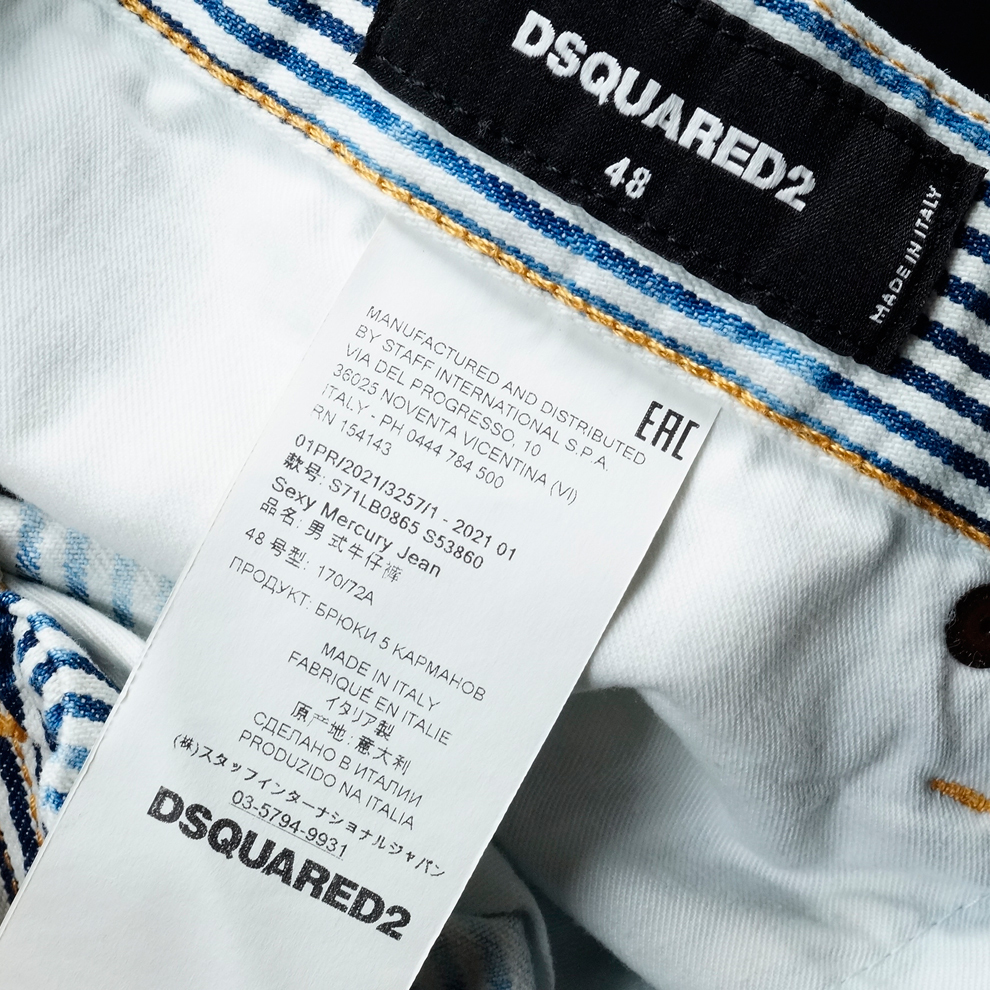 DSQUARED2
48
MADE IN ITALY
MANUFACTURED AND DISTRIBUTED
BY STAFF INTERNATIONAL S.P.A.
VIA DEL PROGRESSO, 10
36025 NOVENTA VICENTINA (VI)
ITALY - PH 0444 784 500
RN 154143
EAC
01PR/2021/3257/1 - 2021 01
款号: S71LB0865 S53860
Sexy Mercury Jean
品名: 男式牛仔裤
48 号型: 170/72A
ПРОДУКТ: БРЮКИ 5 КАРМАНОВ
MADE IN ITALY
FABRIQUÉ EN ITALIE
イタリア製
原产地: 意大利
СДЕЛАНО В ИТАЛИИ
PRODUZIDO NA ITALIA
(株)スタッフインターナショナルジャパン
03-5794-9931
DSQUARED2